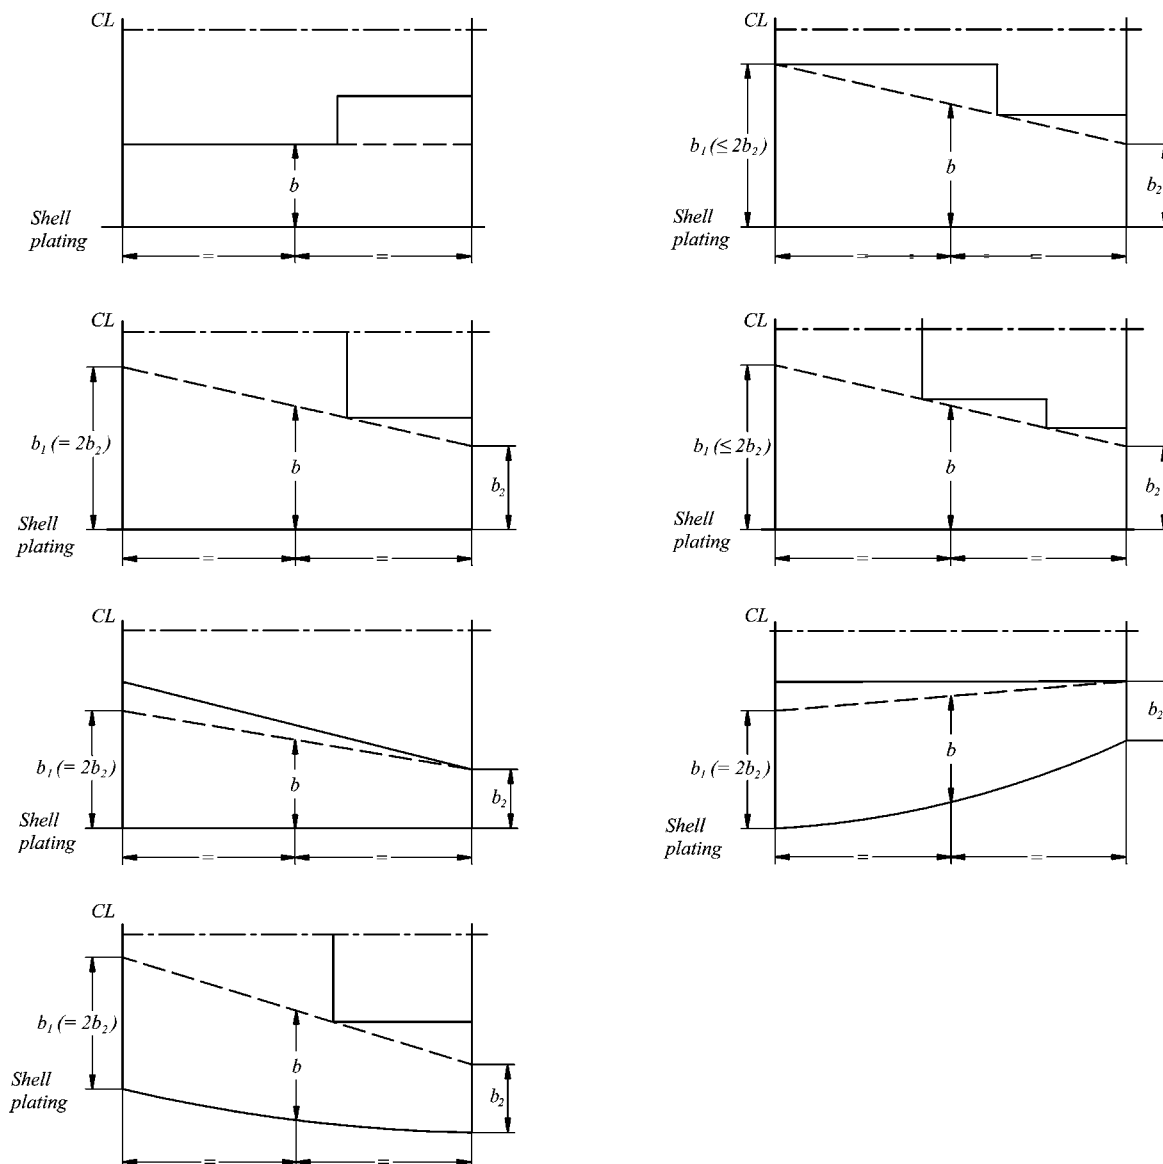 CL
b
Shell
plating
=
=
CL
b₁ (≤ 2b₂)
b
b₂
Shell
plating
=
=
CL
b₁ (= 2b₂)
b
b₂
Shell
plating
=
=
CL
b₁ (≤ 2b₂)
b
b₂
Shell
plating
=
=
CL
b₁ (= 2b₂)
b
b₂
Shell
plating
=
=
CL
b₁ (= 2b₂)
b
b₂
Shell
plating
=
=
CL
b₁ (= 2b₂)
b
b₂
Shell
plating
=
=